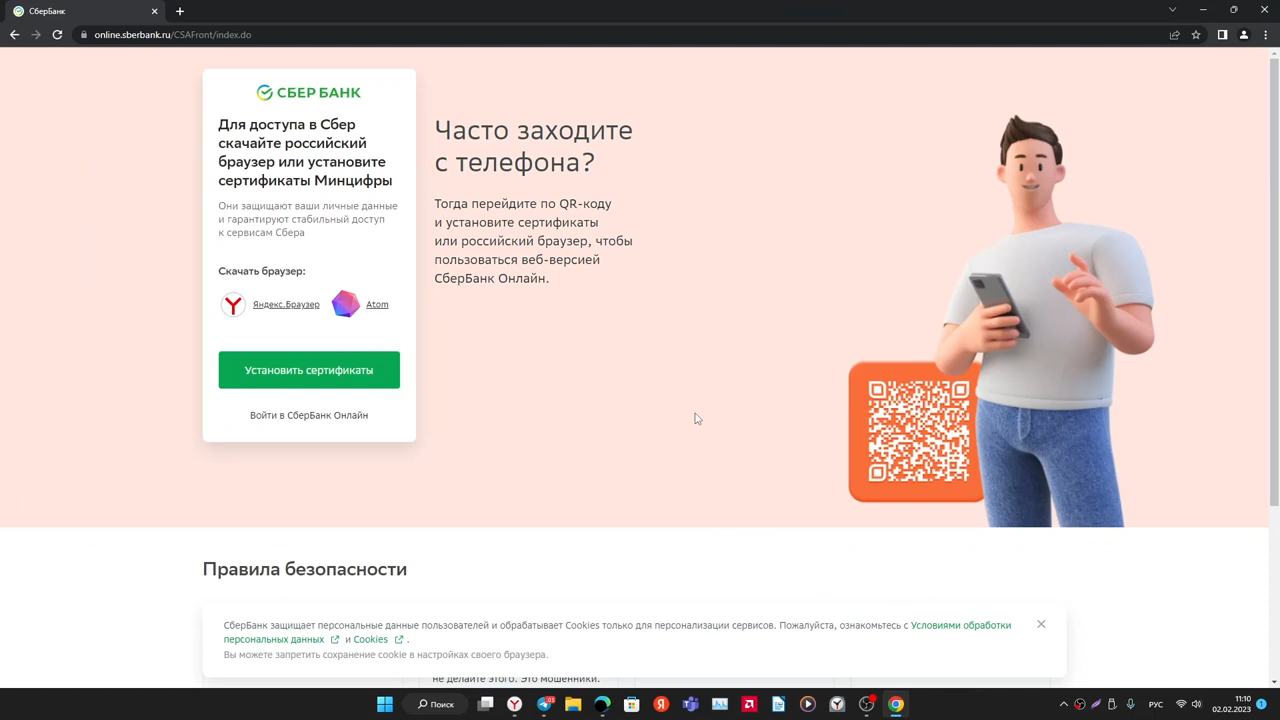 СберБанк
online.sberbank.ru/CSAFront/index.do
СБЕР БАНК
Для доступа в Сбер
скачайте российский
браузер или установите
сертификаты Минцифры
Они защищают ваши личные данные
и гарантируют стабильный доступ
к сервисам Сбера
Скачать браузер:
Яндекс.Браузер
Atom
Установить сертификаты
Войти в СберБанк Онлайн
Часто заходите
с телефона?
Тогда перейдите по QR-коду
и установите сертификаты
или российский браузер, чтобы
пользоваться веб-версией
СберБанк Онлайн.
Правила безопасности
СберБанк защищает персональные данные пользователей и обрабатывает Cookies только для персонализации сервисов. Пожалуйста, ознакомьтесь с Условиями обработки
персональных данных и Cookies .
Вы можете запретить сохранение cookie в настройках своего браузера.
не делайте этого. Это мошенники.
Поиск
РУС
11:10
02.02.2023